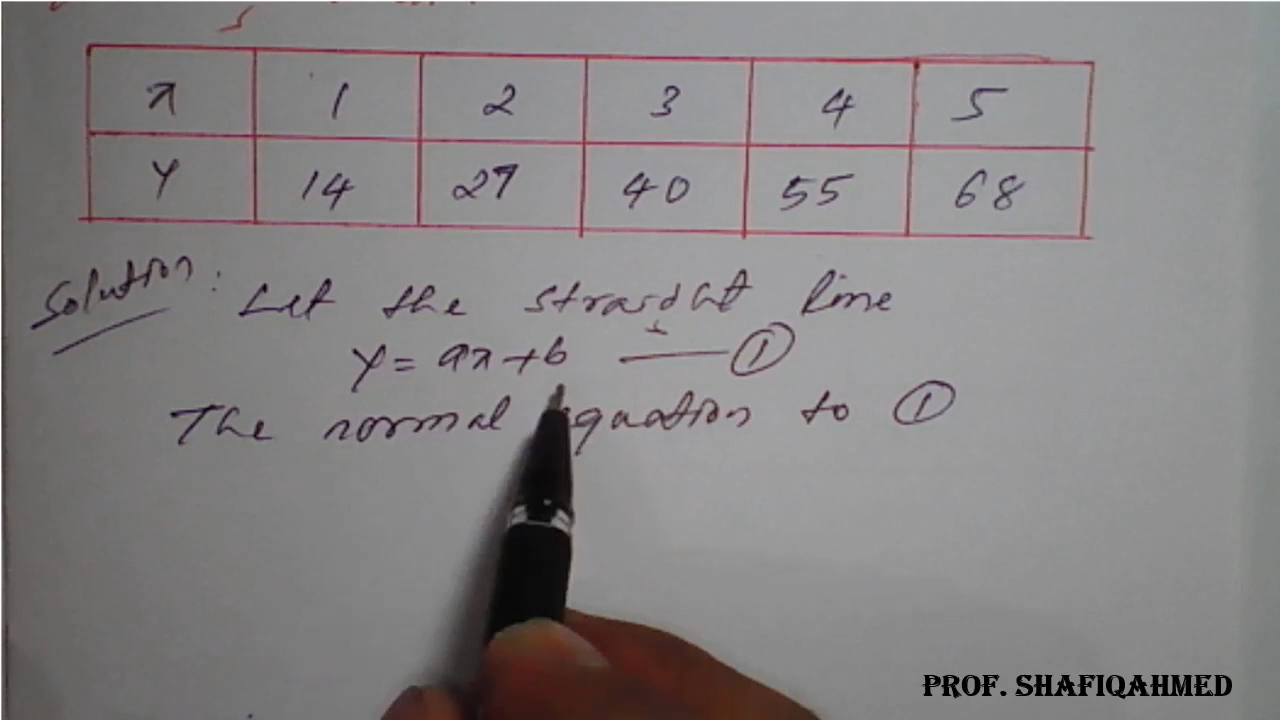 x 1 2 3 4 5
y 14 27 40 55 68
Solution: Let the straight line
y = ax + b —— ①
The normal equation to ①
PROF. SHAFIQAHMED